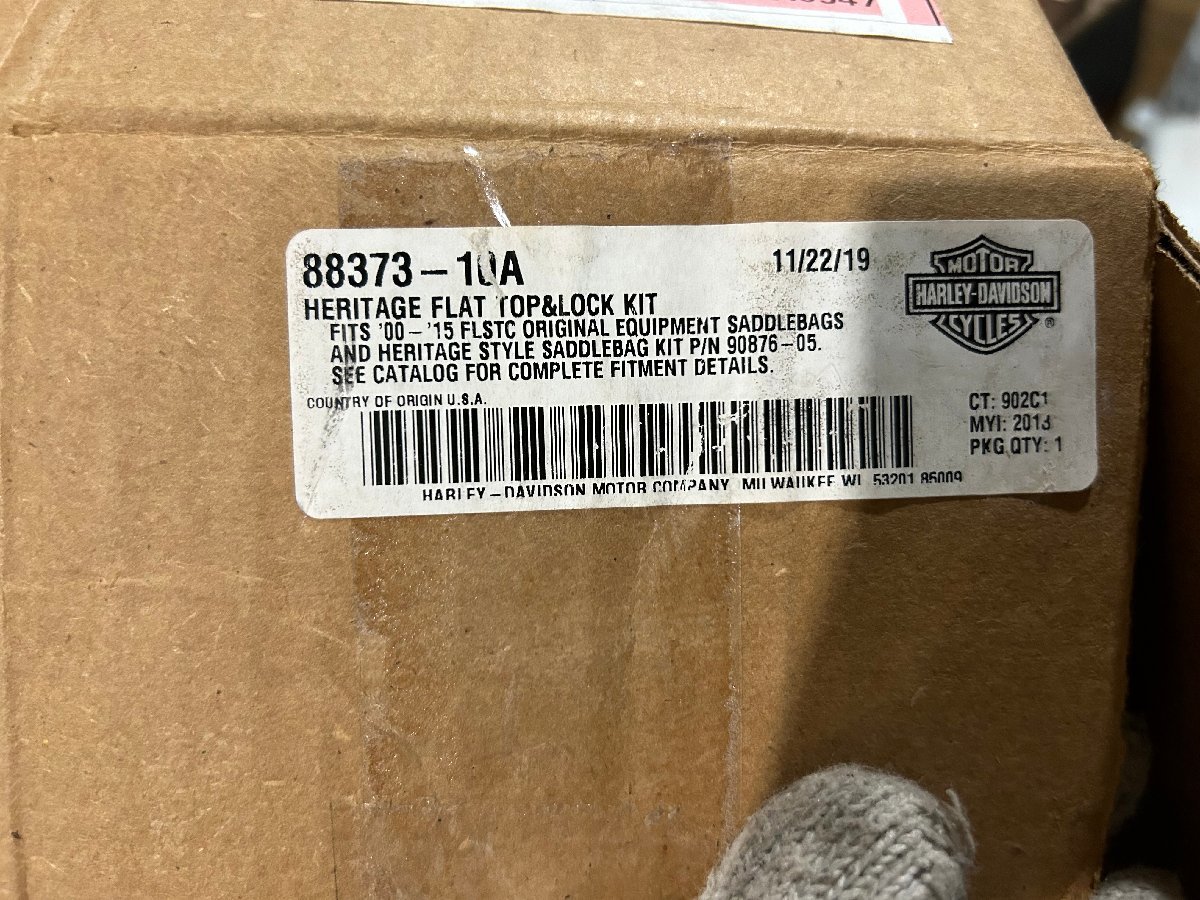 88373-10A
11/22/19
MOTOR
HARLEY-DAVIDSON
CYCLES
®
HERITAGE FLAT TOP&LOCK KIT
FITS '00-'15 FLSTC ORIGINAL EQUIPMENT SADDLEBAGS
AND HERITAGE STYLE SADDLEBAG KIT P/N 90876-05.
SEE CATALOG FOR COMPLETE FITMENT DETAILS.
COUNTRY OF ORIGIN U.S.A.
CT: 902C1
MYI: 2013
PKG QTY: 1
HARLEY-DAVIDSON MOTOR COMPANY MILWAUKEE WI 53201 86009